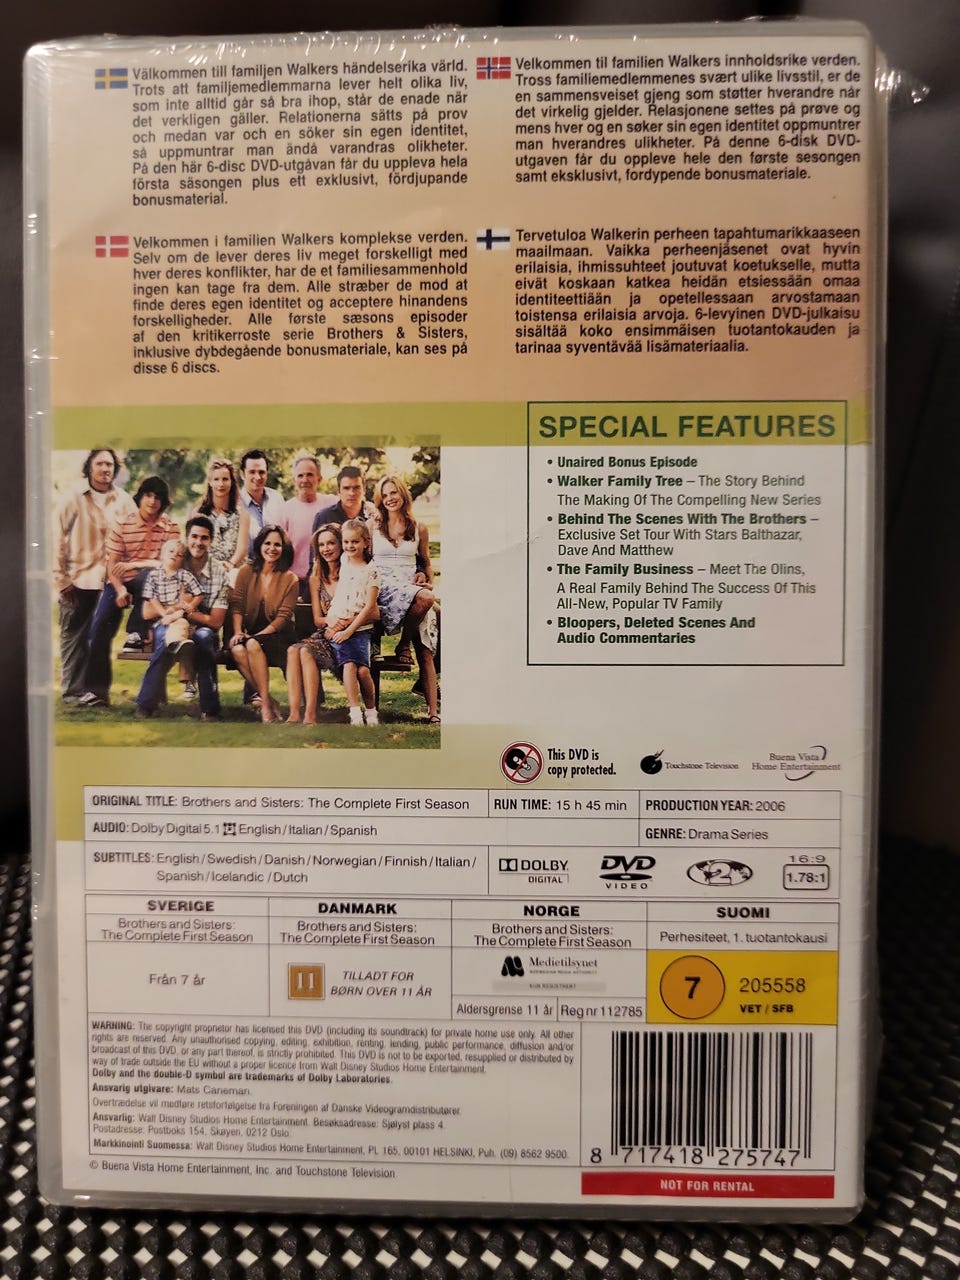 Välkommen till familjen Walkers händelserika värld.
Trots att familjemedlemmarna lever helt olika liv,
som inte alltid går så bra ihop, står de enade när
det verkligen gäller. Relationerna sätts på prov
och medan var och en söker sin egen identitet,
så uppmuntrar man ändå varandras olikheter.
På den här 6-disc DVD-utgåvan får du uppleva hela
första säsongen plus ett exklusivt, fördjupande
bonusmaterial.
Velkommen til familien Walkers innholdsrike verden.
Tross familiemedlemmenes svært ulike livsstil, er de
en sammensveiset gjeng som støtter hverandre når
det virkelig gjelder. Relasjonene settes på prøve og
mens hver og en søker sin egen identitet oppmuntrer
man hverandres ulikheter. På denne 6-disk DVD-
utgaven får du oppleve hele den første sesongen
samt eksklusivt, fordypende bonusmateriale.
Velkommen i familien Walkers komplekse verden.
Selv om de lever deres liv meget forskelligt med
hver deres konflikter, har de et familiesammenhold
ingen kan tage fra dem. Alle stræber de mod at
finde deres egen identitet og acceptere hinandens
forskelligheder. Alle første sæsons episoder
af den kritikerroste serie Brothers & Sisters,
inklusive dybdegående bonusmateriale, kan ses på
disse 6 discs.
Tervetuloa Walkerin perheen tapahtumarikkaaseen
maailmaan. Vaikka perheenjäsenet ovat hyvin
erilaisia, ihmissuhteet joutuvat koetukselle, mutta
eivät koskaan katkea heidän etsiessään omaa
identiteettiään ja opetellessaan arvostamaan
toistensa erilaisia arvoja. 6-levyinen DVD-julkaisu
sisältää koko ensimmäisen tuotantokauden ja
tarinaa syventävää lisämateriaalia.
SPECIAL FEATURES
• Unaired Bonus Episode
• Walker Family Tree – The Story Behind
The Making Of The Compelling New Series
• Behind The Scenes With The Brothers –
Exclusive Set Tour With Stars Balthazar,
Dave And Matthew
• The Family Business – Meet The Olins,
A Real Family Behind The Success Of This
All-New, Popular TV Family
• Bloopers, Deleted Scenes And
Audio Commentaries
This DVD is
copy protected.
Touchstone Television
Buena Vista
Home Entertainment
ORIGINAL TITLE: Brothers and Sisters: The Complete First Season
RUN TIME: 15 h 45 min
PRODUCTION YEAR: 2006
AUDIO: Dolby Digital 5.1 English/Italian/Spanish
GENRE: Drama Series
SUBTITLES: English/Swedish/Danish/Norwegian/Finnish/Italian/
Spanish/Icelandic/Dutch
DOLBY
DIGITAL
DVD
VIDEO
2
16:9
1.78:1
SVERIGE
Brothers and Sisters:
The Complete First Season
Från 7 år
DANMARK
Brothers and Sisters:
The Complete First Season
11
TILLADT FOR
BØRN OVER 11 ÅR
NORGE
Brothers and Sisters:
The Complete First Season
Medietilsynet
NORWEGIAN MEDIA AUTHORITY
KUN REGISTRERT
Aldersgrense 11 år
Reg nr 112785
SUOMI
Perhesiteet, 1. tuotantokausi
7
205558
VET / SFB
WARNING: The copyright proprietor has licensed this DVD (including its soundtrack) for private home use only. All other
rights are reserved. Any unauthorised copying, editing, exhibition, renting, lending, public performance, diffusion and/or
broadcast of this DVD, or any part thereof, is strictly prohibited. This DVD is not to be exported, resupplied or distributed by
way of trade outside the EU without a proper licence from Walt Disney Studios Home Entertainment.
Dolby and the double-D symbol are trademarks of Dolby Laboratories.
Ansvarig utgivare: Mats Caneman.
Overtrædelse vil medføre retsforfølgelse fra Foreningen af Danske Videogramdistributører.
Ansvarlig: Walt Disney Studios Home Entertainment. Besøksadresse: Sjølyst plass 4.
Postadresse: Postboks 154, Skøyen, 0212 Oslo.
Markkinointi Suomessa: Walt Disney Studios Home Entertainment, PL 165, 00101 HELSINKI, Puh. (09) 8562 9500.
© Buena Vista Home Entertainment, Inc. and Touchstone Television.
8 717418 275747
NOT FOR RENTAL